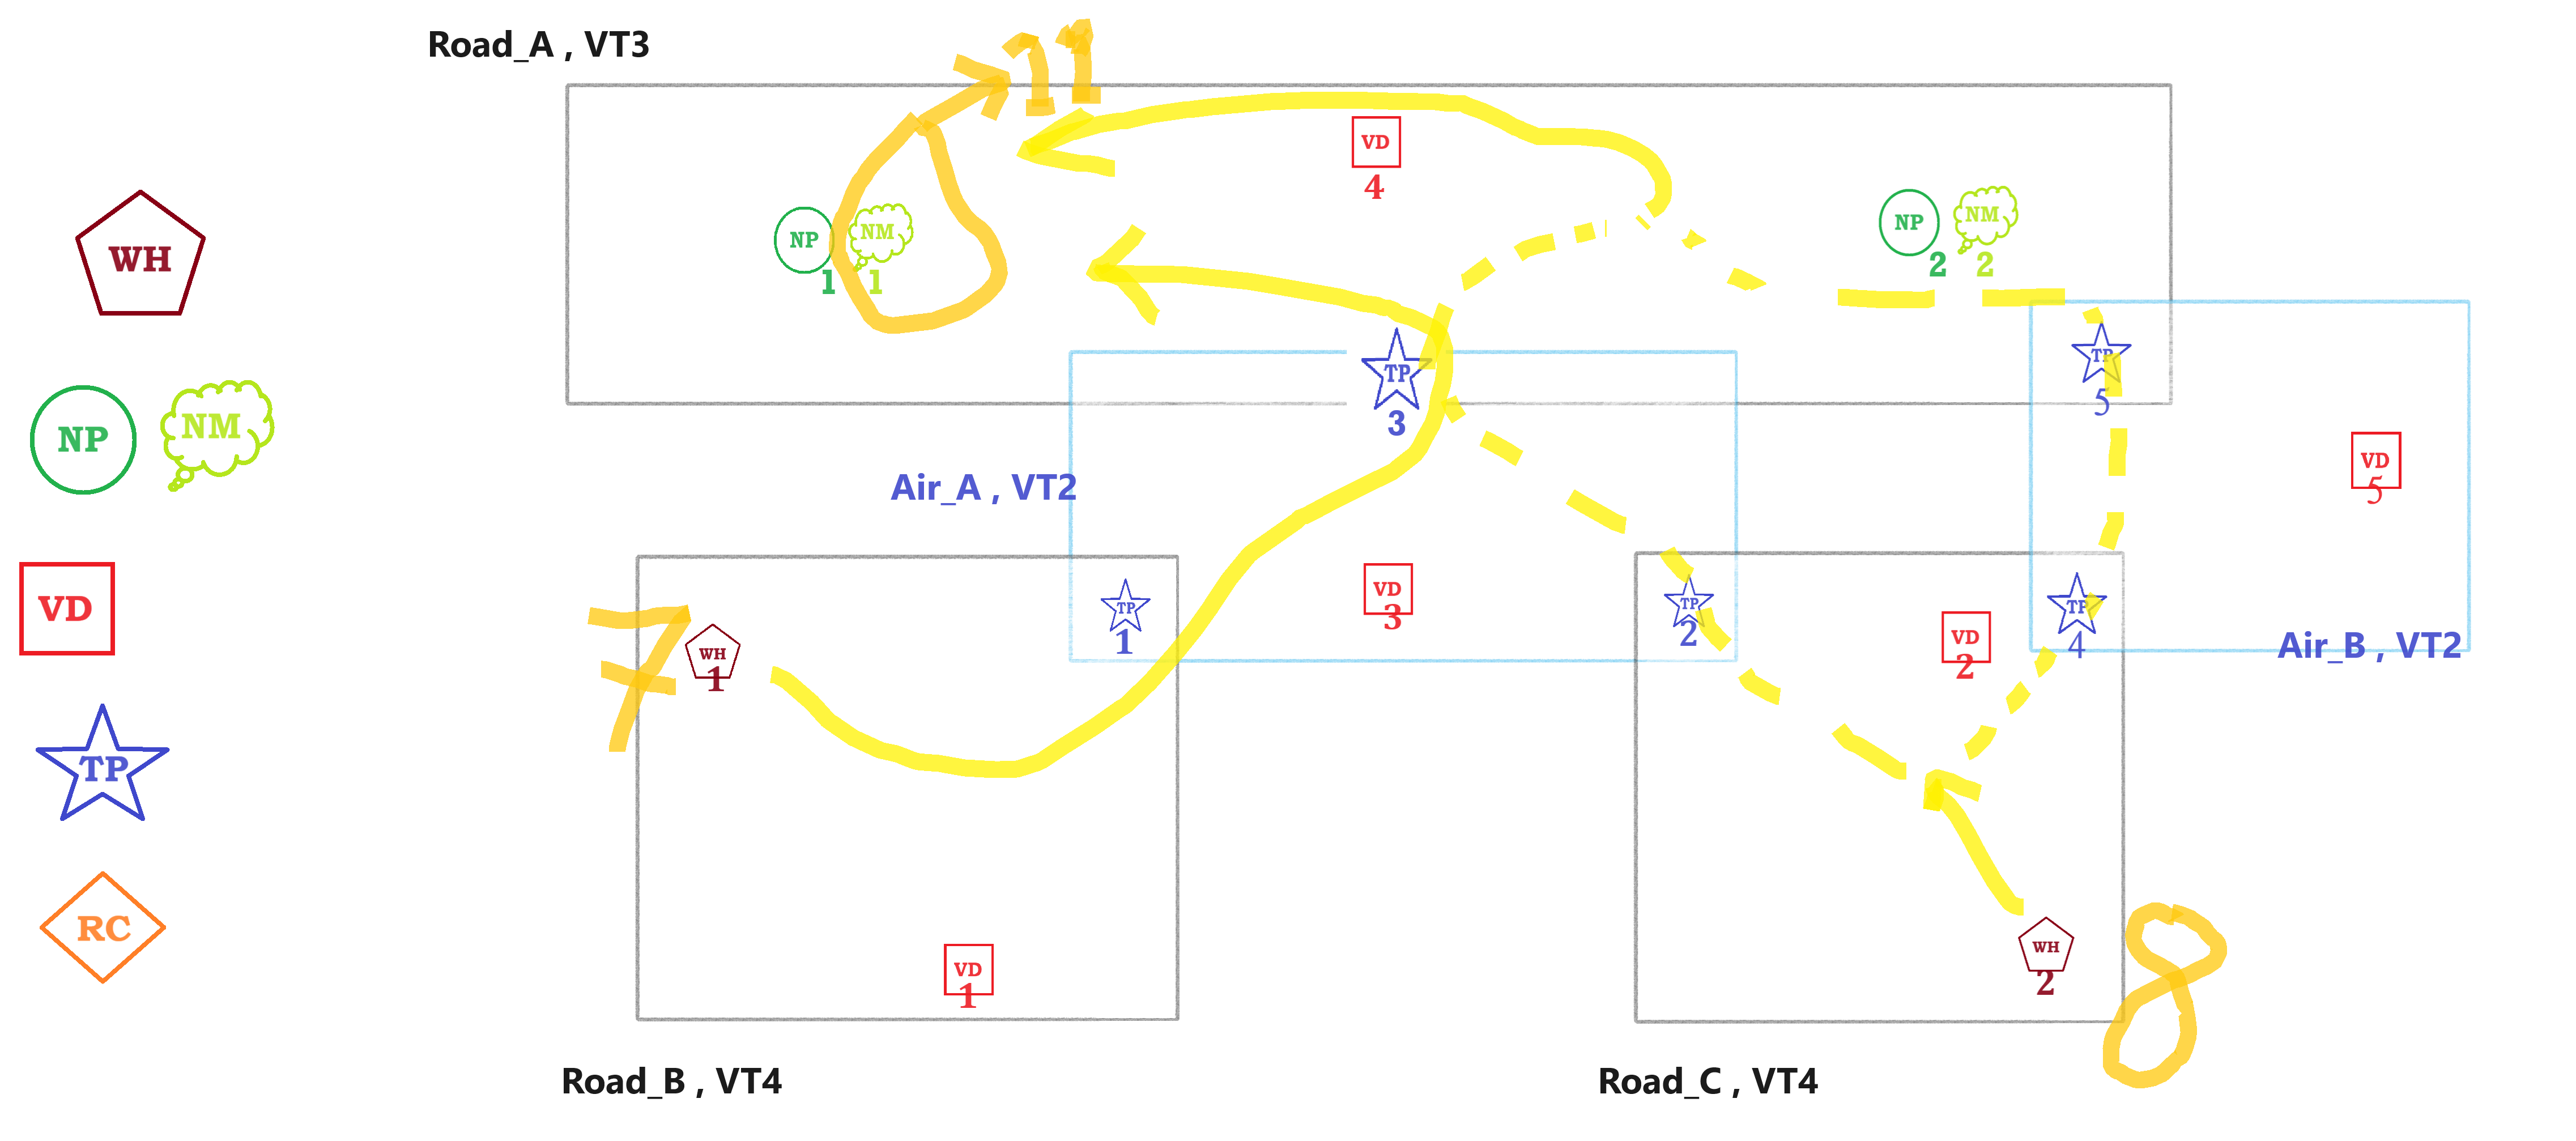 Road_A , VT3
11
VD
4
WH
NP
NM
1
1
NP
NM
2
2
TP
3
TP
5
NP
NM
VD
5
Air_A , VT2
VD
TP
1
VD
3
TP
2
VD
2
TP
4
Air_B , VT2
7
WH
1
TP
RC
VD
1
WH
2
8
Road_B , VT4
Road_C , VT4